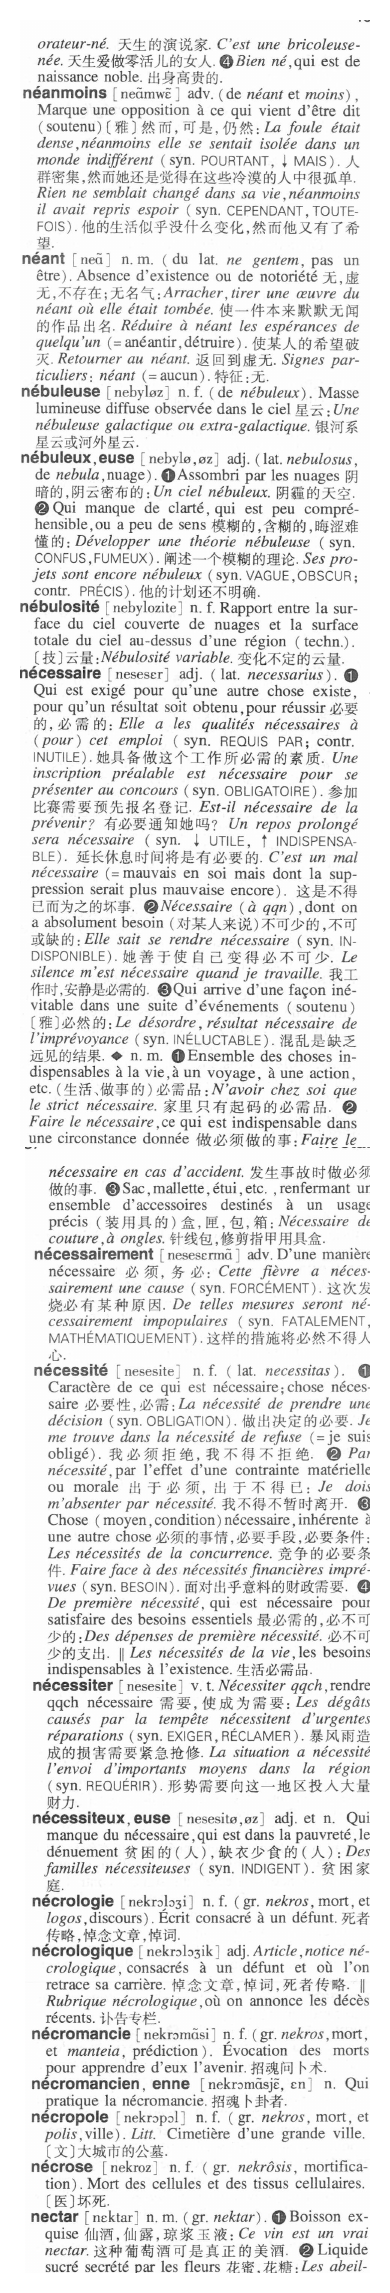 orateur-né. 天生的演说家. C'est une bricoleuse-
née. 天生爱做零活儿的女人. ❹ Bien né, qui est de
naissance noble. 出身高贵的.
néanmoins [neãmwɛ̃] adv. (de néant et moins),
Marque une opposition à ce qui vient d'être dit
(soutenu) [雅] 然而, 可是, 仍然: La foule était
dense, néanmoins elle se sentait isolée dans un
monde indifférent (syn. POURTANT, ↓ MAIS). 人
群密集, 然而她还是觉得在这些冷漠的人中很孤单.
Rien ne semblait changé dans sa vie, néanmoins
il avait repris espoir (syn. CEPENDANT, TOUTE-
FOIS). 他的生活似乎没什么变化, 然而他又有了希
望.
néant [neã] n. m. (du lat. ne gentem, pas un
être). Absence d'existence ou de notoriété 无, 虚
无, 不存在; 无名气: Arracher, tirer une œuvre du
néant où elle était tombée. 使一件本来默默无闻
的作品出名. Réduire à néant les espérances de
quelqu'un (= anéantir, détruire). 使某人的希望破
灭. Retourner au néant. 返回到虚无. Signes par-
ticuliers: néant (= aucun). 特征: 无.
nébuleuse [nebyløz] n. f. (de nébuleux). Masse
lumineuse diffuse observée dans le ciel 星云: Une
nébuleuse galactique ou extra-galactique. 银河系
星云或河外星云.
nébuleux, euse [nebylø, øz] adj. (lat. nebulosus,
de nebula, nuage). ❶ Assombri par les nuages 阴
暗的, 阴云密布的: Un ciel nébuleux. 阴霾的天空.
❷ Qui manque de clarté, qui est peu compré-
hensible, ou a peu de sens 模糊的, 含糊的, 晦涩难
懂的: Développer une théorie nébuleuse (syn.
CONFUS, FUMEUX). 阐述一个模糊的理论. Ses pro-
jets sont encore nébuleux (syn. VAGUE, OBSCUR;
contr. PRÉCIS). 他的计划还不明确.
nébulosité [nebylozite] n. f. Rapport entre la sur-
face du ciel couverte de nuages et la surface
totale du ciel au-dessus d'une région (techn.).
[技] 云量: Nébulosité variable. 变化不定的云量.
nécessaire [nesesɛr] adj. (lat. necessarius). ❶
Qui est exigé pour qu'une autre chose existe,
pour qu'un résultat soit obtenu, pour réussir 必要
的, 必需的: Elle a les qualités nécessaires à
(pour) cet emploi (syn. REQUIS PAR; contr.
INUTILE). 她具备做这个工作所必需的素质. Une
inscription préalable est nécessaire pour se
présenter au concours (syn. OBLIGATOIRE). 参加
比赛需要预先报名登记. Est-il nécessaire de la
prévenir? 有必要通知她吗? Un repos prolongé
sera nécessaire (syn. ↓ UTILE, ↑ INDISPENSA-
BLE). 延长休息时间将是有必要的. C'est un mal
nécessaire (= mauvais en soi mais dont la sup-
pression serait plus mauvaise encore). 这是不得
已而为之的坏事. ❷ Nécessaire (à qqn), dont on
a absolument besoin (对某人来说) 不可少的, 不可
或缺的: Elle sait se rendre nécessaire (syn. IN-
DISPONIBLE). 她善于使自己变得必不可少. Le
silence m'est nécessaire quand je travaille. 我工
作时, 安静是必需的. ❸ Qui arrive d'une façon iné-
vitable dans une suite d'événements (soutenu)
[雅] 必然的: Le désordre, résultat nécessaire de
l'imprévoyance (syn. INÉLUCTABLE). 混乱是缺乏
远见的结果. ◆ n. m. ❶ Ensemble des choses in-
dispensables à la vie, à un voyage, à une action,
etc. (生活、做事的) 必需品: N'avoir chez soi que
le strict nécessaire. 家里只有起码的必需品. ❷
Faire le nécessaire, ce qui est indispensable dans
une circonstance donnée 做必须做的事: Faire le
nécessaire en cas d'accident. 发生事故时做必须
做的事. ❸ Sac, mallette, étui, etc., renfermant un
ensemble d'accessoires destinés à un usage
précis (装用具的) 盒, 匣, 包, 箱: Nécessaire de
couture, à ongles. 针线包, 修剪指甲用具盒.
nécessairement [nesesɛrmã] adv. D'une manière
nécessaire 必须, 务必: Cette fièvre a néces-
sairement une cause (syn. FORCÉMENT). 这次发
烧必有某种原因. De telles mesures seront né-
cessairement impopulaires (syn. FATALEMENT,
MATHÉMATIQUEMENT). 这样的措施将必然不得人
心.
nécessité [nesesite] n. f. (lat. necessitas). ❶
Caractère de ce qui est nécessaire; chose néces-
saire 必要性, 必需: La nécessité de prendre une
décision (syn. OBLIGATION). 做出决定的必要. Je
me trouve dans la nécessité de refuse (= je suis
obligé). 我必须拒绝, 我不得不拒绝. ❷ Par
nécessité, par l'effet d'une contrainte matérielle
ou morale 出于必须, 出于不得已: Je dois
m'absenter par nécessité. 我不得不暂时离开. ❸
Chose (moyen, condition) nécessaire, inhérente à
une autre chose 必须的事情, 必要手段, 必要条件:
Les nécessités de la concurrence. 竞争的必要条
件. Faire face à des nécessités financières impré-
vues (syn. BESOIN). 面对出乎意料的财政需要. ❹
De première nécessité, qui est nécessaire pour
satisfaire des besoins essentiels 最必需的, 必不可
少的: Des dépenses de première nécessité. 必不可
少的支出. ‖ Les nécessités de la vie, les besoins
indispensables à l'existence. 生活必需品.
nécessiter [nesesite] v. t. Nécessiter qqch, rendre
qqch nécessaire 需要, 使成为需要: Les dégâts
causés par la tempête nécessitent d'urgentes
réparations (syn. EXIGER, RÉCLAMER). 暴风雨造
成的损害需要紧急抢修. La situation a nécessité
l'envoi d'importants moyens dans la région
(syn. REQUÉRIR). 形势需要向这一地区投入大量
财力.
nécessiteux, euse [nesesitø, øz] adj. et n. Qui
manque du nécessaire, qui est dans la pauvreté, le
dénuement 贫困的 (人), 缺衣少食的 (人): Des
familles nécessiteuses (syn. INDIGENT). 贫困家
庭.
nécrologie [nekrɔlɔʒi] n. f. (gr. nekros, mort, et
logos, discours). Écrit consacré à un défunt. 死者
传略, 悼念文章, 悼词.
nécrologique [nekrɔlɔʒik] adj. Article, notice né-
crologique, consacrés à un défunt et où l'on
retrace sa carrière. 悼念文章, 悼词, 死者传略. ‖
Rubrique nécrologique, où on annonce les décès
récents. 讣告专栏.
nécromancie [nekrɔmãsi] n. f. (gr. nekros, mort,
et manteia, prédiction). Évocation des morts
pour apprendre d'eux l'avenir. 招魂问卜术.
nécromancien, enne [nekrɔmãsjɛ̃, ɛn] n. Qui
pratique la nécromancie. 招魂卜卦者.
nécropole [nekrɔpɔl] n. f. (gr. nekros, mort, et
polis, ville). Litt. Cimetière d'une grande ville.
[文] 大城市的公墓.
nécrose [nekroz] n. f. (gr. nekrôsis, mortifica-
tion). Mort des cellules et des tissus cellulaires.
[医] 坏死.
nectar [nɛktar] n. m. (gr. nektar). ❶ Boisson ex-
quise 仙酒, 仙露, 琼浆玉液: Ce vin est un vrai
nectar. 这种葡萄酒可是真正的美酒. ❷ Liquide
sucré secrété par les fleurs 花蜜, 花糖: Les abeil-